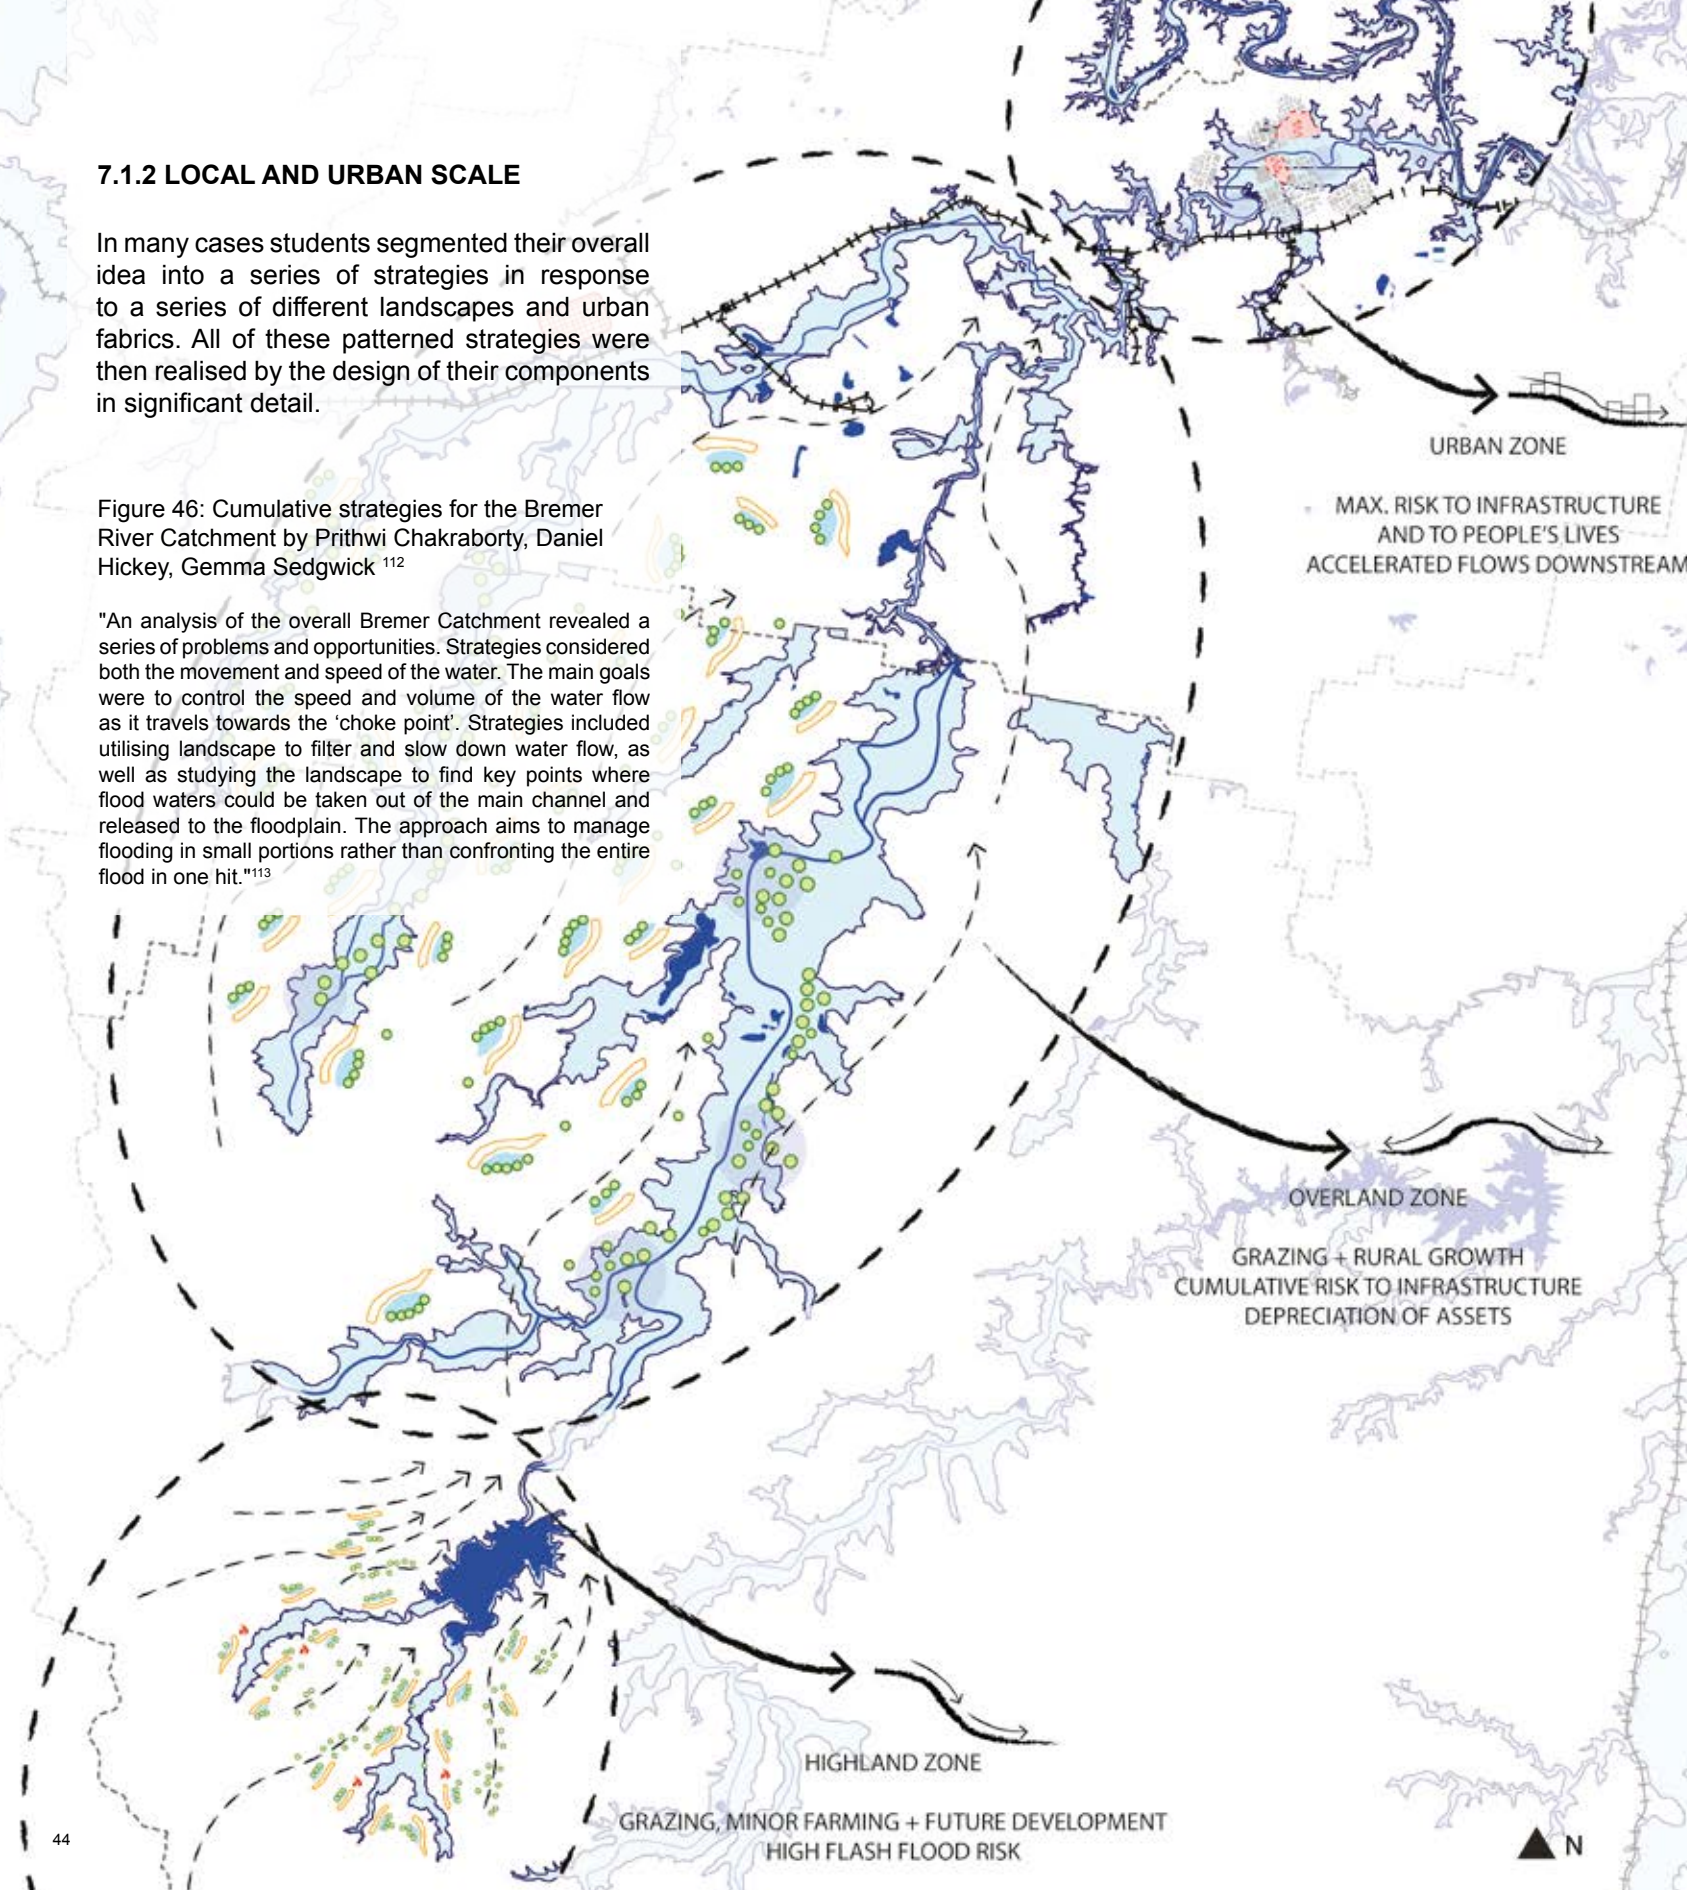 7.1.2 LOCAL AND URBAN SCALE
In many cases students segmented their overall
idea into a series of strategies in response
to a series of different landscapes and urban
fabrics. All of these patterned strategies were
then realised by the design of their components
in significant detail.
Figure 46: Cumulative strategies for the Bremer
River Catchment by Prithwi Chakraborty, Daniel
Hickey, Gemma Sedgwick 112
"An analysis of the overall Bremer Catchment revealed a
series of problems and opportunities. Strategies considered
both the movement and speed of the water. The main goals
were to control the speed and volume of the water flow
as it travels towards the ‘choke point’. Strategies included
utilising landscape to filter and slow down water flow, as
well as studying the landscape to find key points where
flood waters could be taken out of the main channel and
released to the floodplain. The approach aims to manage
flooding in small portions rather than confronting the entire
flood in one hit."113
URBAN ZONE
MAX. RISK TO INFRASTRUCTURE
AND TO PEOPLE'S LIVES
ACCELERATED FLOWS DOWNSTREAM
OVERLAND ZONE
GRAZING + RURAL GROWTH
CUMULATIVE RISK TO INFRASTRUCTURE
DEPRECIATION OF ASSETS
HIGHLAND ZONE
GRAZING, MINOR FARMING + FUTURE DEVELOPMENT
HIGH FLASH FLOOD RISK
44
N